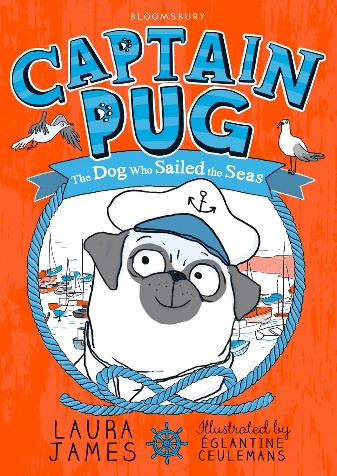 BLOOMSBURY
CAPTAIN
PUG
The Dog Who Sailed the Seas
LAURA
JAMES
Illustrated by
ÉGLANTINE
CEULEMANS